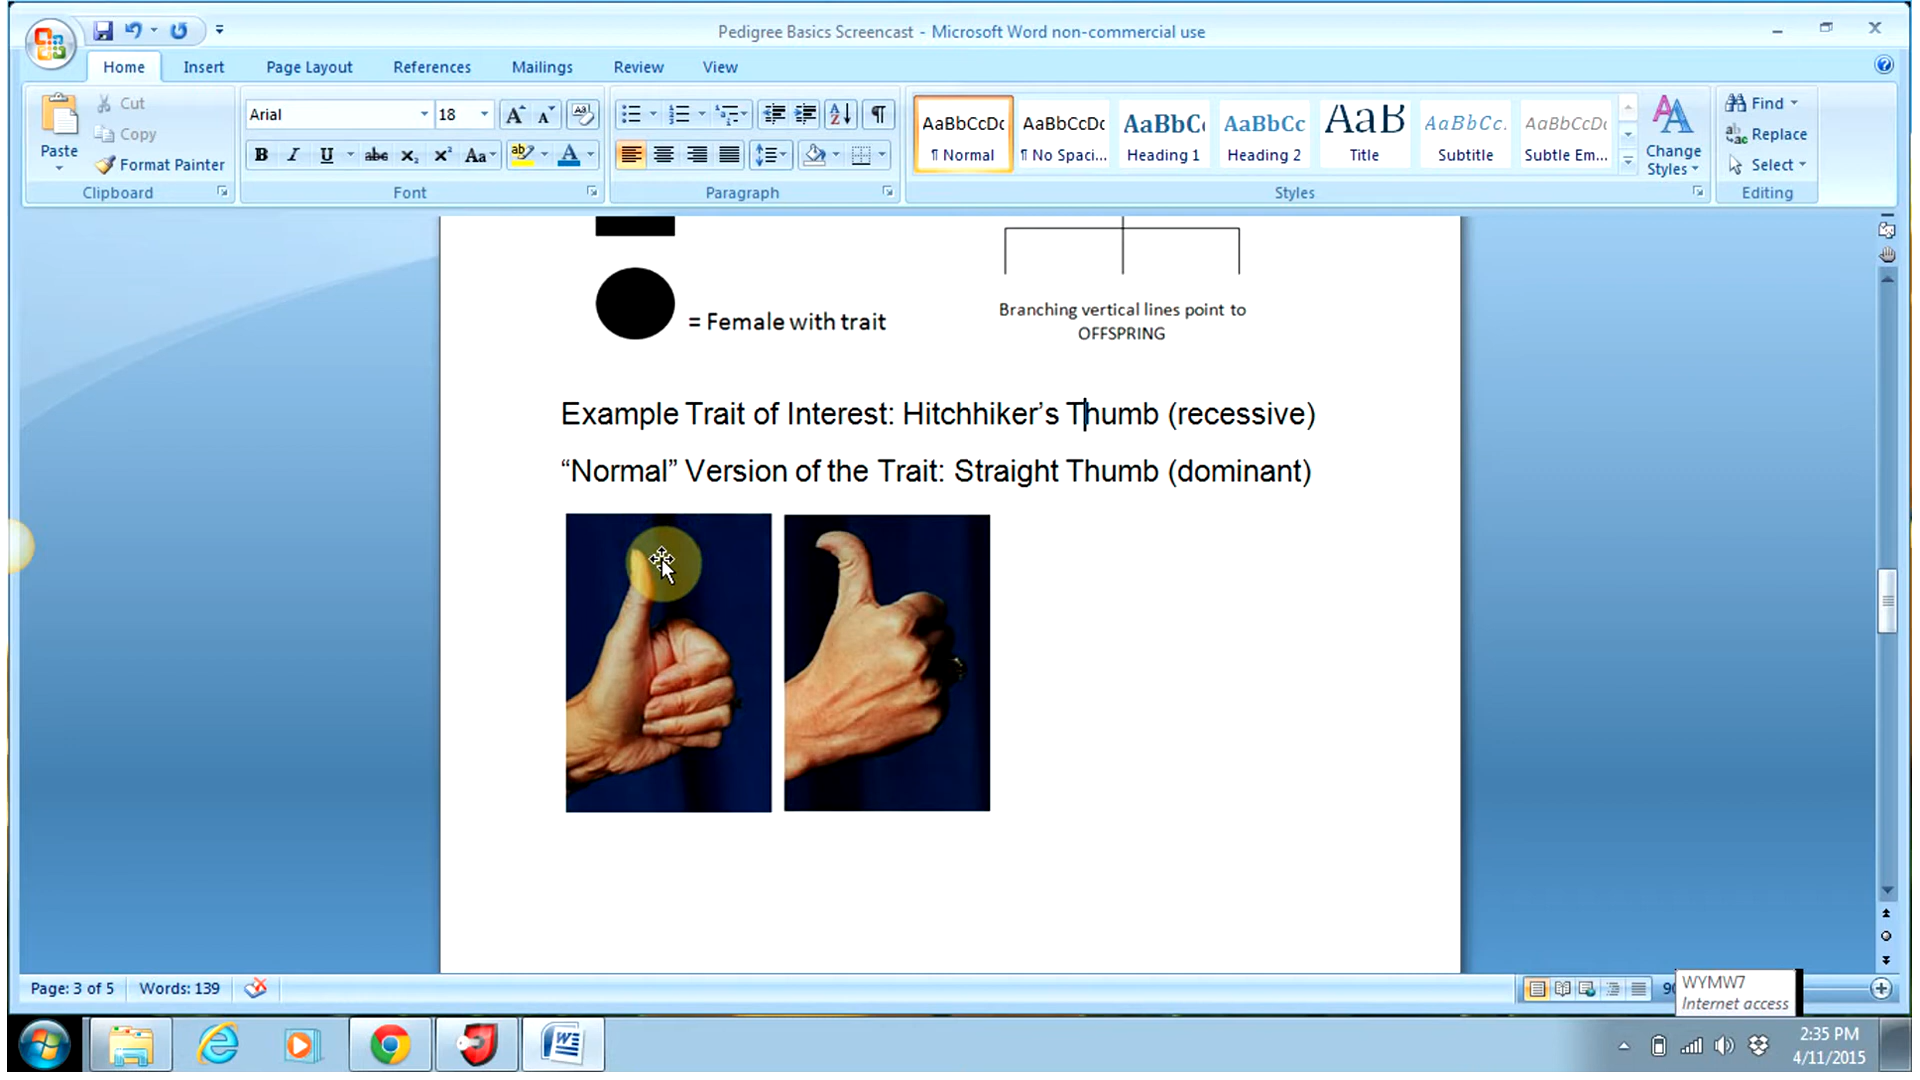 Pedigree Basics Screencast - Microsoft Word non-commercial use
Home Insert Page Layout References Mailings Review View
Cut
Copy
Paste
Format Painter
Clipboard
Arial 18
Font
Paragraph
AaBbCcDc AaBbCcDc AaBbC AaBbCc AaB AaBbCc. AaBbCcDc
¶ Normal ¶ No Spaci... Heading 1 Heading 2 Title Subtitle Subtle Em...
Change
Styles
Styles
Find
Replace
Select
Editing
= Female with trait
Branching vertical lines point to
OFFSPRING
Example Trait of Interest: Hitchhiker’s Thumb (recessive)
“Normal” Version of the Trait: Straight Thumb (dominant)
Page: 3 of 5 Words: 139
WYMW7
Internet access
2:35 PM
4/11/2015